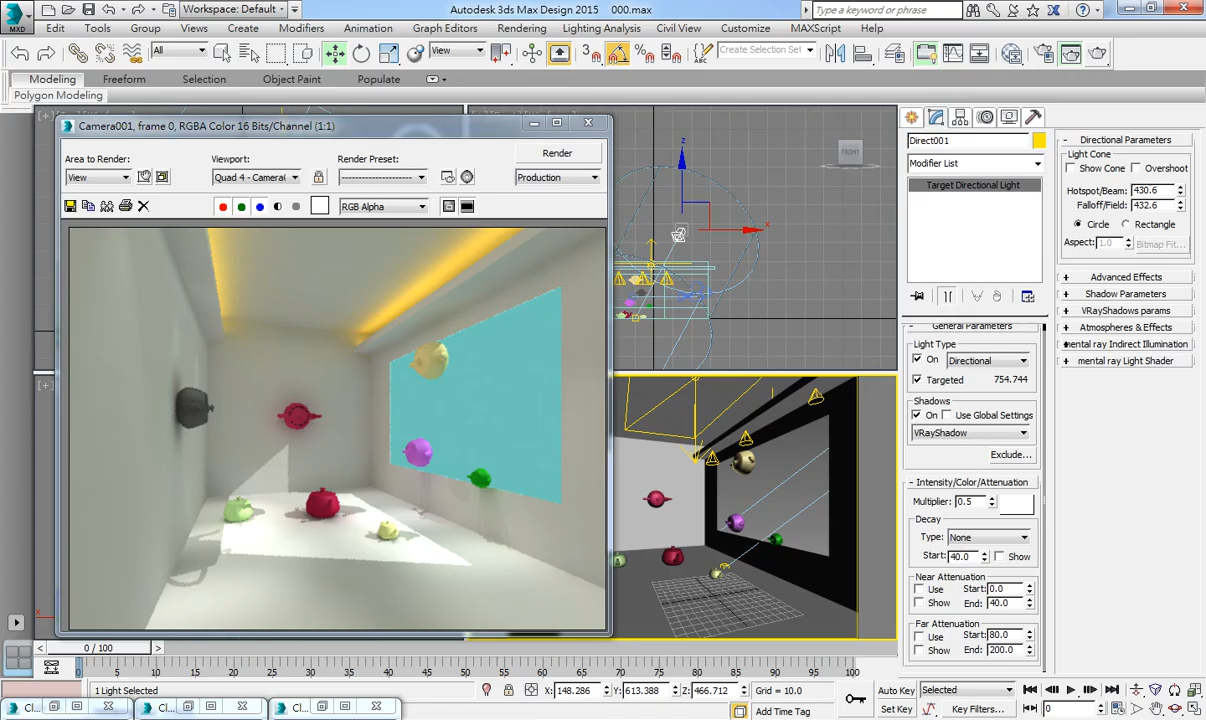 Workspace: Default
Autodesk 3ds Max Design 2015 000.max
Type a keyword or phrase
MXD
Edit Tools Group Views Create Modifiers Animation Graph Editors Rendering Lighting Analysis Civil View Customize MAXScript Help
All
View
3
Create Selection Se
Modeling Freeform Selection Object Paint Populate
Polygon Modeling
Camera001, frame 0, RGBA Color 16 Bits/Channel (1:1)
Area to Render:
View
Viewport:
Quad 4 - Camera
Render Preset:
Render
Production
RGB Alpha
[+]
[+]
z
x
FRONT
Direct001
Modifier List
Target Directional Light
General Parameters
Light Type
On
Directional
Targeted
754.744
Shadows
On
Use Global Settings
VRayShadow
Exclude...
Intensity/Color/Attenuation
Multiplier: 0.5
Decay
Type: None
Start: 40.0
Show
Near Attenuation
Use Start: 0.0
Show End: 40.0
Far Attenuation
Use Start: 80.0
Show End: 200.0
Directional Parameters
Light Cone
Show Cone
Overshoot
Hotspot/Beam: 430.6
Falloff/Field: 432.6
Circle
Rectangle
Aspect: 1.0
Bitmap Fit...
Advanced Effects
Shadow Parameters
VRayShadows params
Atmospheres & Effects
mental ray Indirect Illumination
mental ray Light Shader
0 / 100
5 10 15 20 25 30 35 40 45 50 55 60 65 70 75 80 85 90 95 100
1 Light Selected
X: 148.286
Y: 613.388
Z: 466.712
Grid = 10.0
Add Time Tag
Auto Key
Selected
Set Key
Key Filters...
0
Cl...
Cl...
Cl...